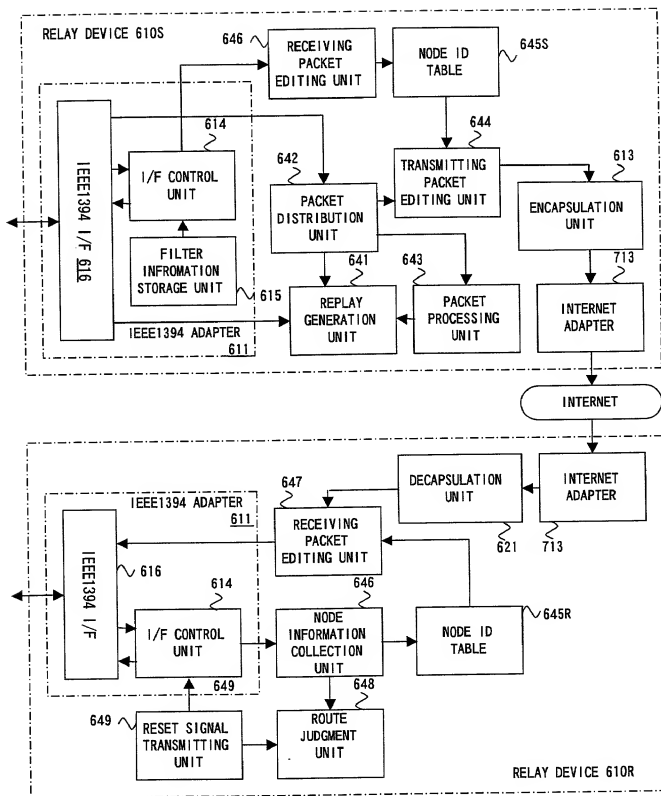 RELAY DEVICE 610S
646
RECEIVING
PACKET
EDITING UNIT
NODE ID
TABLE
645S
IEEE1394 I/F 616
614
I/F CONTROL
UNIT
FILTER
INFROMATION
STORAGE UNIT
615
IEEE1394 ADAPTER
611
642
PACKET
DISTRIBUTION
UNIT
644
TRANSMITTING
PACKET
EDITING UNIT
613
ENCAPSULATION
UNIT
641
REPLAY
GENERATION
UNIT
643
PACKET
PROCESSING
UNIT
713
INTERNET
ADAPTER
INTERNET
IEEE1394 ADAPTER
611
IEEE1394 I/F
616
614
I/F CONTROL
UNIT
649
647
RECEIVING
PACKET
EDITING UNIT
DECAPSULATION
UNIT
621
INTERNET
ADAPTER
713
646
NODE
INFORMATION
COLLECTION
UNIT
NODE ID
TABLE
645R
649
RESET SIGNAL
TRANSMITTING
UNIT
648
ROUTE
JUDGMENT
UNIT
RELAY DEVICE 610R